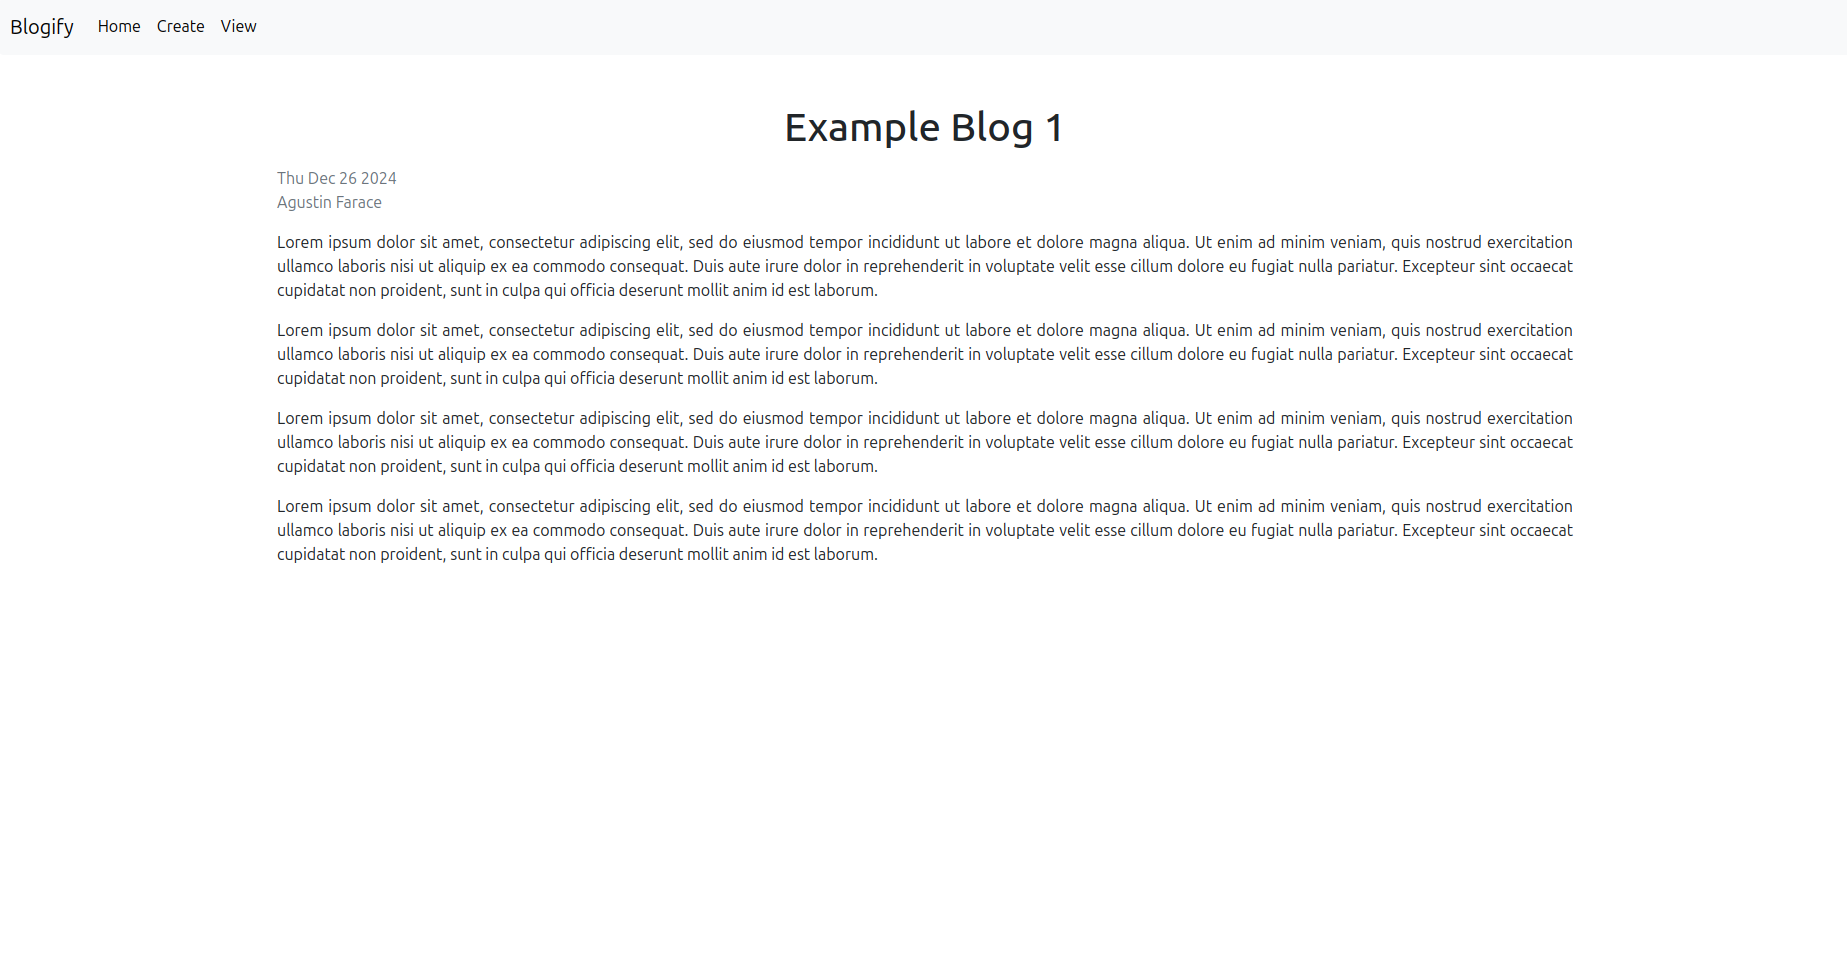 Blogify Home Create View
Example Blog 1
Thu Dec 26 2024
Agustin Farace
Lorem ipsum dolor sit amet, consectetur adipiscing elit, sed do eiusmod tempor incididunt ut labore et dolore magna aliqua. Ut enim ad minim veniam, quis nostrud exercitation
ullamco laboris nisi ut aliquip ex ea commodo consequat. Duis aute irure dolor in reprehenderit in voluptate velit esse cillum dolore eu fugiat nulla pariatur. Excepteur sint occaecat
cupidatat non proident, sunt in culpa qui officia deserunt mollit anim id est laborum.
Lorem ipsum dolor sit amet, consectetur adipiscing elit, sed do eiusmod tempor incididunt ut labore et dolore magna aliqua. Ut enim ad minim veniam, quis nostrud exercitation
ullamco laboris nisi ut aliquip ex ea commodo consequat. Duis aute irure dolor in reprehenderit in voluptate velit esse cillum dolore eu fugiat nulla pariatur. Excepteur sint occaecat
cupidatat non proident, sunt in culpa qui officia deserunt mollit anim id est laborum.
Lorem ipsum dolor sit amet, consectetur adipiscing elit, sed do eiusmod tempor incididunt ut labore et dolore magna aliqua. Ut enim ad minim veniam, quis nostrud exercitation
ullamco laboris nisi ut aliquip ex ea commodo consequat. Duis aute irure dolor in reprehenderit in voluptate velit esse cillum dolore eu fugiat nulla pariatur. Excepteur sint occaecat
cupidatat non proident, sunt in culpa qui officia deserunt mollit anim id est laborum.
Lorem ipsum dolor sit amet, consectetur adipiscing elit, sed do eiusmod tempor incididunt ut labore et dolore magna aliqua. Ut enim ad minim veniam, quis nostrud exercitation
ullamco laboris nisi ut aliquip ex ea commodo consequat. Duis aute irure dolor in reprehenderit in voluptate velit esse cillum dolore eu fugiat nulla pariatur. Excepteur sint occaecat
cupidatat non proident, sunt in culpa qui officia deserunt mollit anim id est laborum.